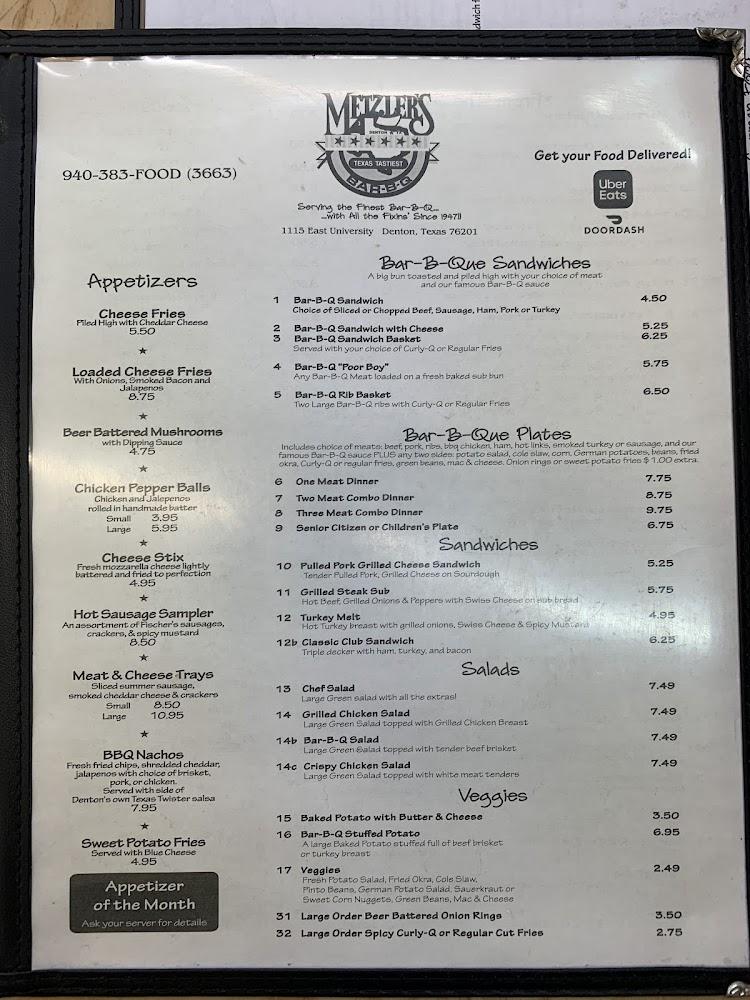 METZLER'S
DENTON
TEXAS TASTIEST
BAR-B-Q
940-383-FOOD (3663)
Serving the Finest Bar-B-Q...
...with All the Fixins' Since 1947!!
1115 East University Denton, Texas 76201
Get your Food Delivered!
Uber
Eats
DOORDASH
Appetizers
Cheese Fries
Piled High with Cheddar Cheese
5.50
Loaded Cheese Fries
With Onions, Smoked Bacon and
Jalapenos
8.75
Beer Battered Mushrooms
with Dipping Sauce
4.75
Chicken Pepper Balls
Chicken and Jalepenos
rolled in handmade batter
Small 3.95
Large 5.95
Cheese Stix
Fresh mozzarella cheese lightly
battered and fried to perfection
4.95
Hot Sausage Sampler
An assortment of Fischer's sausages,
crackers, & spicy mustard
8.50
Meat & Cheese Trays
Sliced summer sausage,
smoked cheddar cheese & crackers
Small 8.50
Large 10.95
BBQ Nachos
Fresh fried chips, shredded cheddar,
jalapenos with choice of brisket,
pork, or chicken.
Served with side of
Denton's own Texas Twister salsa
7.95
Sweet Potato Fries
Served with Blue Cheese
4.95
Appetizer
of the Month
Ask your server for details
Bar-B-Que Sandwiches
A big bun toasted and piled high with your choice of meat
and our famous Bar-B-Q sauce
1 Bar-B-Q Sandwich 4.50
Choice of Sliced or Chopped Beef, Sausage, Ham, Pork or Turkey
2 Bar-B-Q Sandwich with Cheese 5.25
3 Bar-B-Q Sandwich Basket 6.25
Served with your choice of Curly-Q or Regular Fries
4 Bar-B-Q "Poor Boy" 5.75
Any Bar-B-Q Meat loaded on a fresh baked sub bun
5 Bar-B-Q Rib Basket 6.50
Two Large Bar-B-Q ribs with Curly-Q or Regular Fries
Bar-B-Que Plates
Includes choice of meats: beef, pork, ribs, bbq chicken, ham, hot links, smoked turkey or sausage, and our
famous Bar-B-Q sauce PLUS any two sides: potato salad, cole slaw, corn, German potatoes, beans, fried
okra, Curly-Q or regular fries, green beans, mac & cheese. Onion rings or sweet potato fries $ 1.00 extra.
6 One Meat Dinner 7.75
7 Two Meat Combo Dinner 8.75
8 Three Meat Combo Dinner 9.75
9 Senior Citizen or Children's Plate 6.75
Sandwiches
10 Pulled Pork Grilled Cheese Sandwich 5.25
Tender Pulled Pork, Grilled Cheese on Sourdough
11 Grilled Steak Sub 5.75
Hot Beef, Grilled Onions & Peppers with Swiss Cheese on sub bread
12 Turkey Melt 4.95
Hot Turkey breast with grilled onions, Swiss Cheese & Spicy Mustard
12b Classic Club Sandwich 6.25
Triple decker with ham, turkey, and bacon
Salads
13 Chef Salad 7.49
Large Green salad with all the extras!
14 Grilled Chicken Salad 7.49
Large Green Salad topped with Grilled Chicken Breast
14b Bar-B-Q Salad 7.49
Large Green Salad topped with tender beef brisket
14c Crispy Chicken Salad 7.49
Large Green Salad topped with white meat tenders
Veggies
15 Baked Potato with Butter & Cheese 3.50
16 Bar-B-Q Stuffed Potato 6.95
A large Baked Potato stuffed full of beef brisket
or turkey breast
17 Veggies 2.49
Fresh Potato Salad, Fried Okra, Cole Slaw,
Pinto Beans, German Potato Salad, Sauerkraut or
Sweet Corn Nuggets, Green Beans, Mac & Cheese
31 Large Order Beer Battered Onion Rings 3.50
32 Large Order Spicy Curly-Q or Regular Cut Fries 2.75